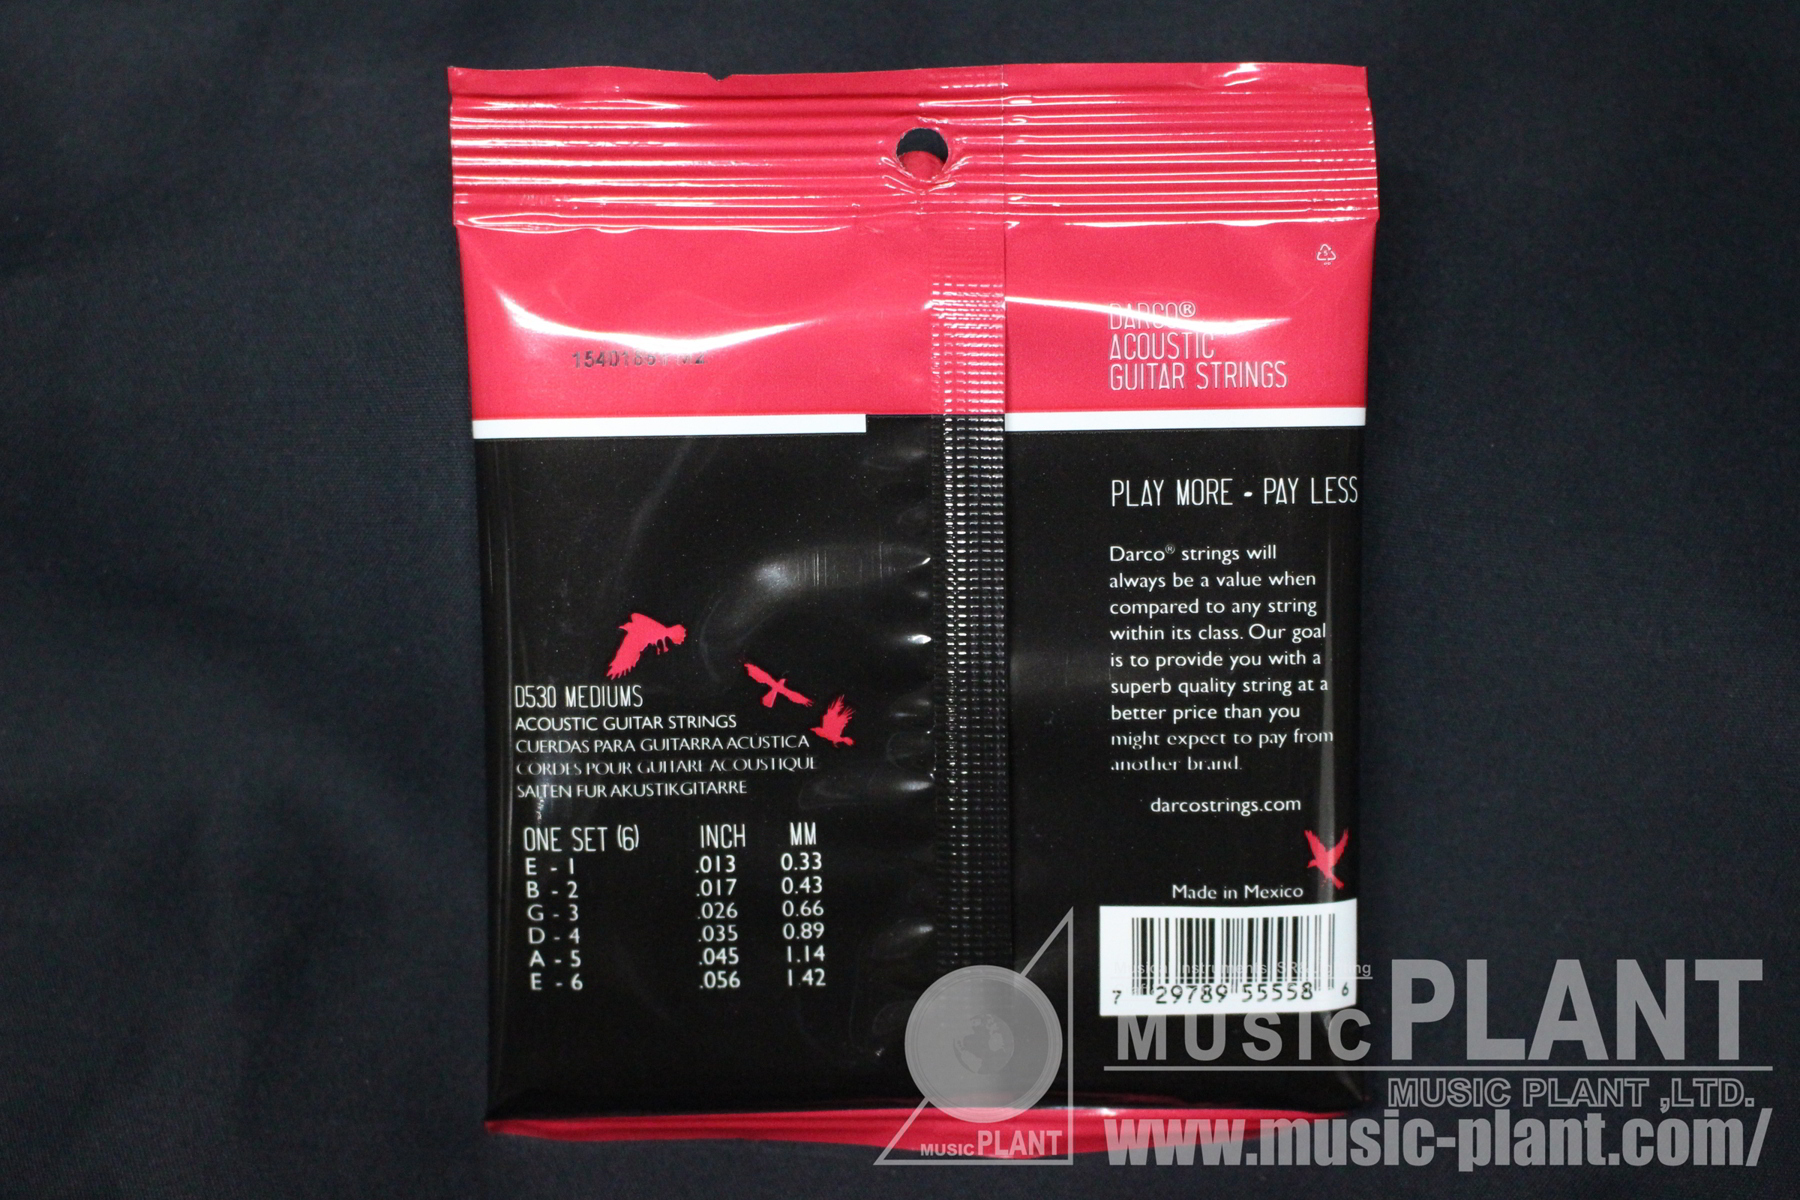 DARCO®
ACOUSTIC
GUITAR STRINGS
PLAY MORE - PAY LESS
Darco® strings will
always be a value when
compared to any string
within its class. Our goal
is to provide you with a
superb quality string at a
better price than you
might expect to pay from
another brand.
darcostrings.com
Made in Mexico
7 29789 55558 6
D530 MEDIUMS
ACOUSTIC GUITAR STRINGS
CUERDAS PARA GUITARRA ACÚSTICA
CORDES POUR GUITARE ACOUSTIQUE
SAITEN FUR AKUSTIKGITARRE
ONE SET (6) INCH MM
E - 1 .013 0.33
B - 2 .017 0.43
G - 3 .026 0.66
D - 4 .035 0.89
A - 5 .045 1.14
E - 6 .056 1.42
MUSIC PLANT
MUSIC PLANT
MUSIC PLANT ,LTD.
www.music-plant.com/